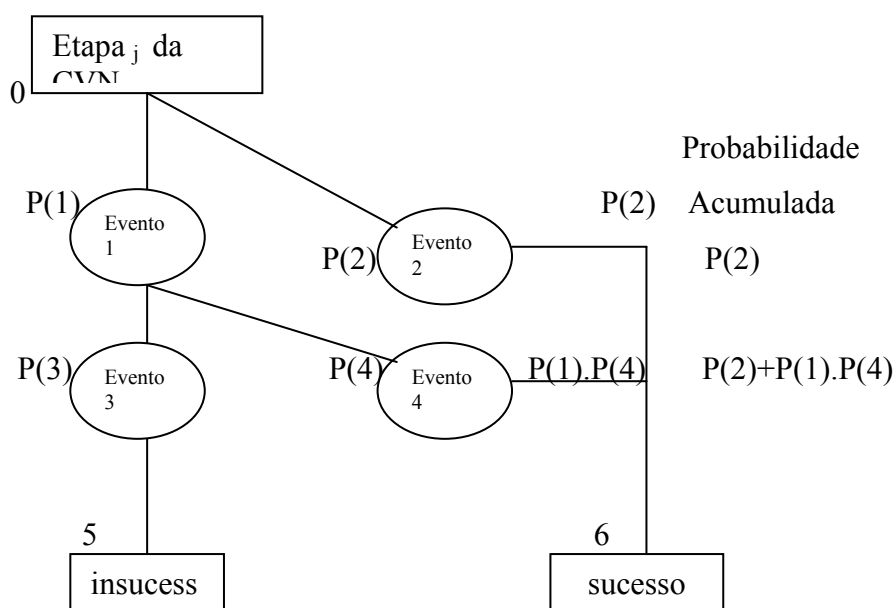 Etapa j da
CVN
0
Probabilidade
P(1)
Evento
1
P(2)
Acumulada
P(2)
Evento
2
P(2)
P(3)
Evento
3
P(4)
Evento
4
P(1).P(4)
P(2)+P(1).P(4)
5
6
insucess
sucesso